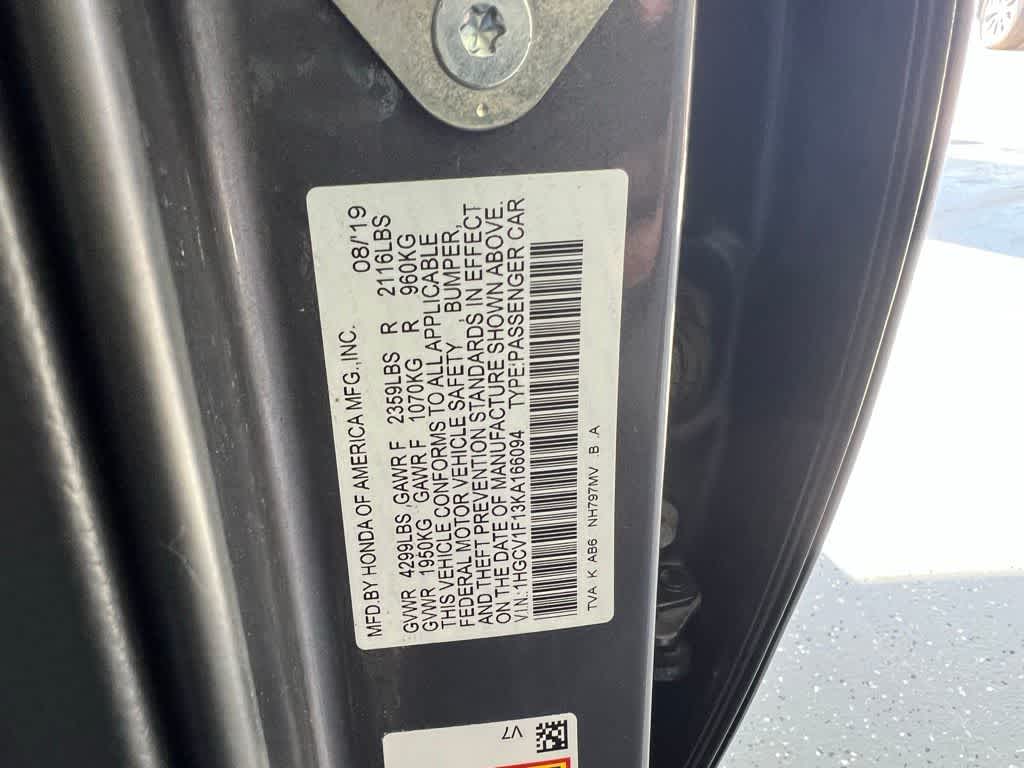 MFD.BY HONDA OF AMERICA MFG.,INC. 08/'19
GVWR 4299LBS GAWR F 2359LBS R 2116LBS
GVWR 1950KG GAWR F 1070KG R 960KG
THIS VEHICLE CONFORMS TO ALL APPLICABLE
FEDERAL MOTOR VEHICLE SAFETY , BUMPER,
AND THEFT PREVENTION STANDARDS IN EFFECT
ON THE DATE OF MANUFACTURE SHOWN ABOVE.
VIN:1HGCV1F13KA166094 TYPE:PASSENGER CAR
TVA K AB6 NH797MV B A
V7